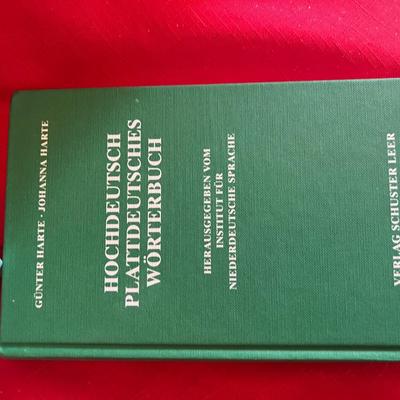 GÜNTER HARTE · JOHANNA HARTE
HOCHDEUTSCH
PLATTDEUTSCHES
WÖRTERBUCH
HERAUSGEGEBEN VOM
INSTITUT FÜR
NIEDERDEUTSCHE SPRACHE
VERLAG SCHUSTER LEER